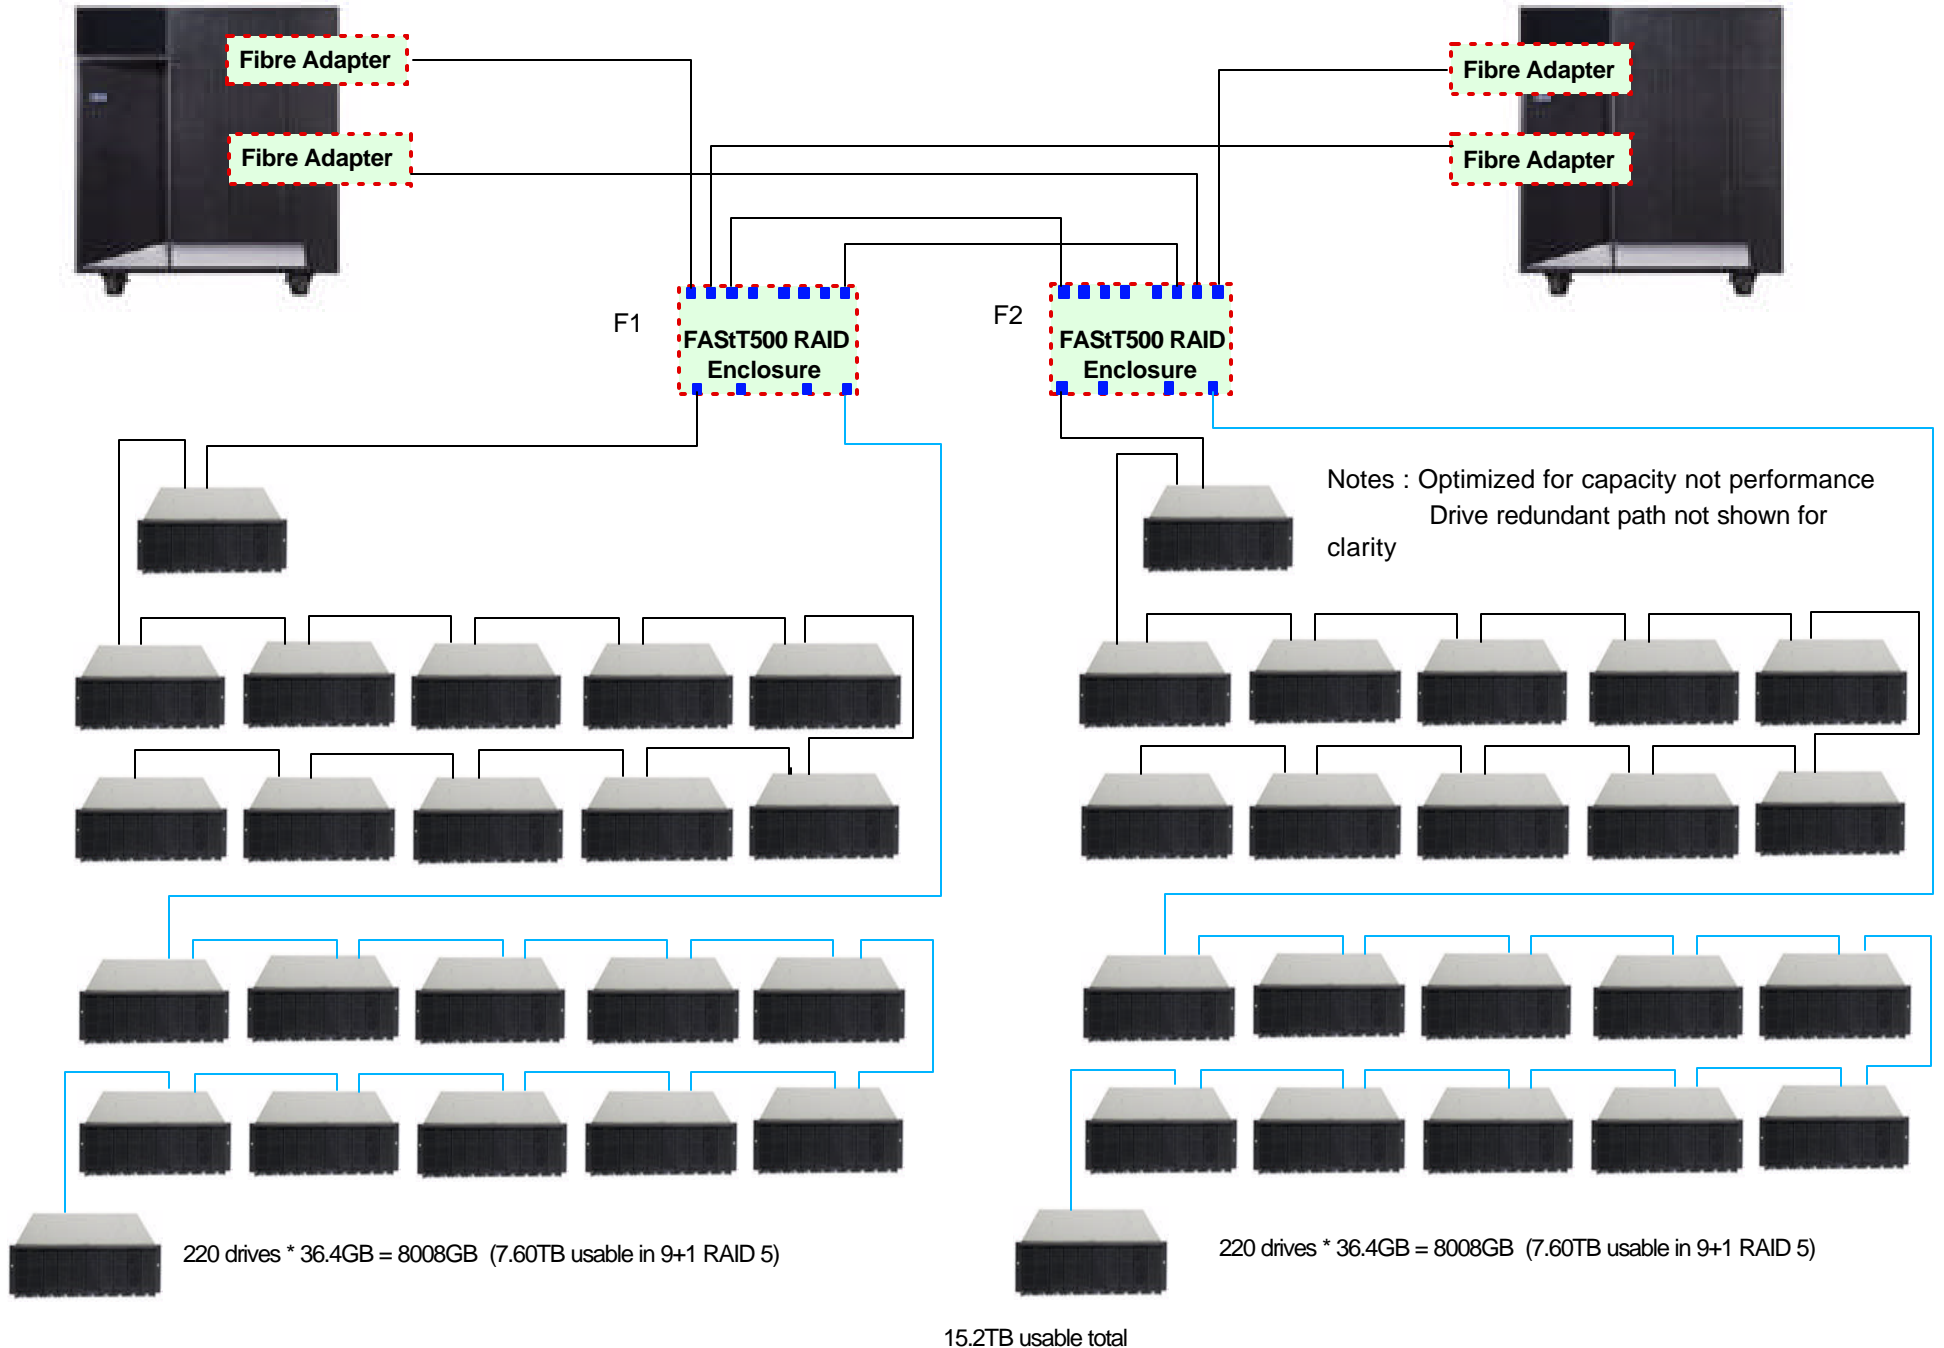 Fibre Adapter
Fibre Adapter
Fibre Adapter
Fibre Adapter
F1
FAStT500 RAID
Enclosure
F2
FAStT500 RAID
Enclosure
Notes : Optimized for capacity not performance
Drive redundant path not shown for
clarity
220 drives * 36.4GB = 8008GB (7.60TB usable in 9+1 RAID 5)
220 drives * 36.4GB = 8008GB (7.60TB usable in 9+1 RAID 5)
15.2TB usable total